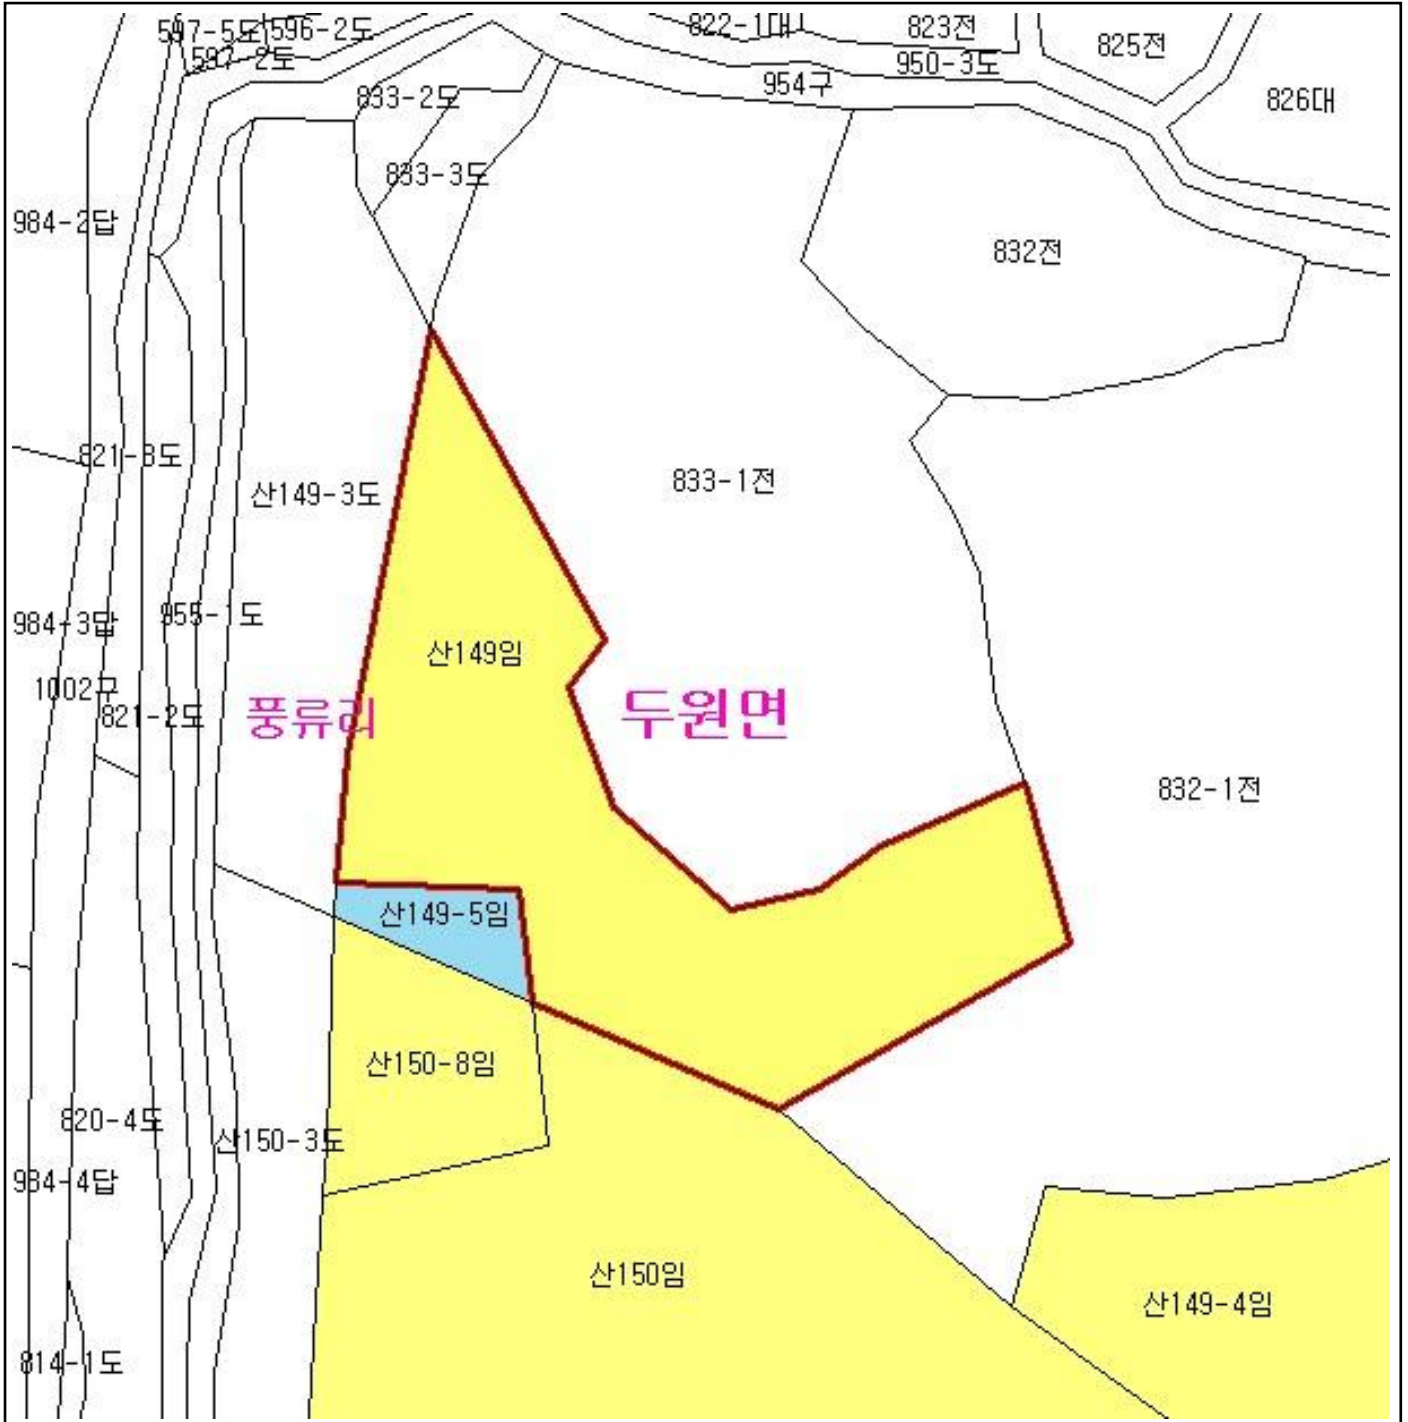 597-5도
596-2도
822-1대
823전
825전
597-2도
950-3도
954구
833-2도
826대
833-3도
984-2답
832전
821-8도
833-1전
산149-3도
955-1도
984-3답
산149임
1002구
821-2도
풍류리
두원면
832-1전
산149-5임
산150-8임
820-4도
산150-3도
984-4답
산150임
산149-4임
814-1도